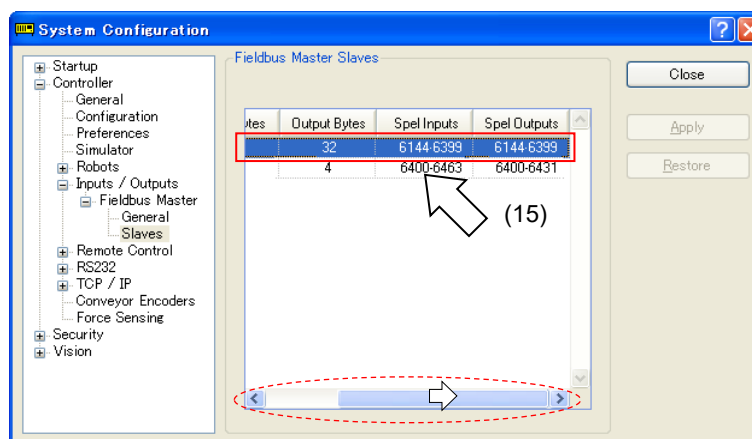 System Configuration
Startup
Controller
General
Configuration
Preferences
Simulator
Robots
Inputs / Outputs
Fieldbus Master
General
Slaves
Remote Control
RS232
TCP / IP
Conveyor Encoders
Force Sensing
Security
Vision
Fieldbus Master Slaves
Output Bytes Spel Inputs Spel Outputs
32 6144-6399 6144-6399
4 6400-6463 6400-6431
(15)
Close
Apply
Restore